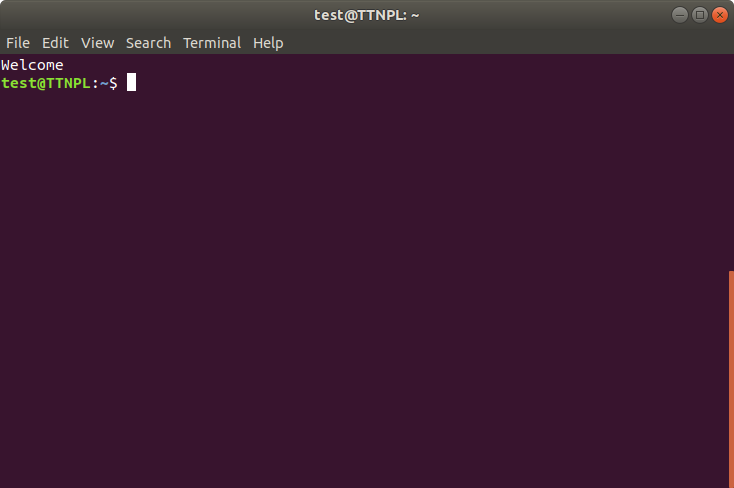 test@TTNPL: ~
File Edit View Search Terminal Help
Welcome
test@TTNPL:~$